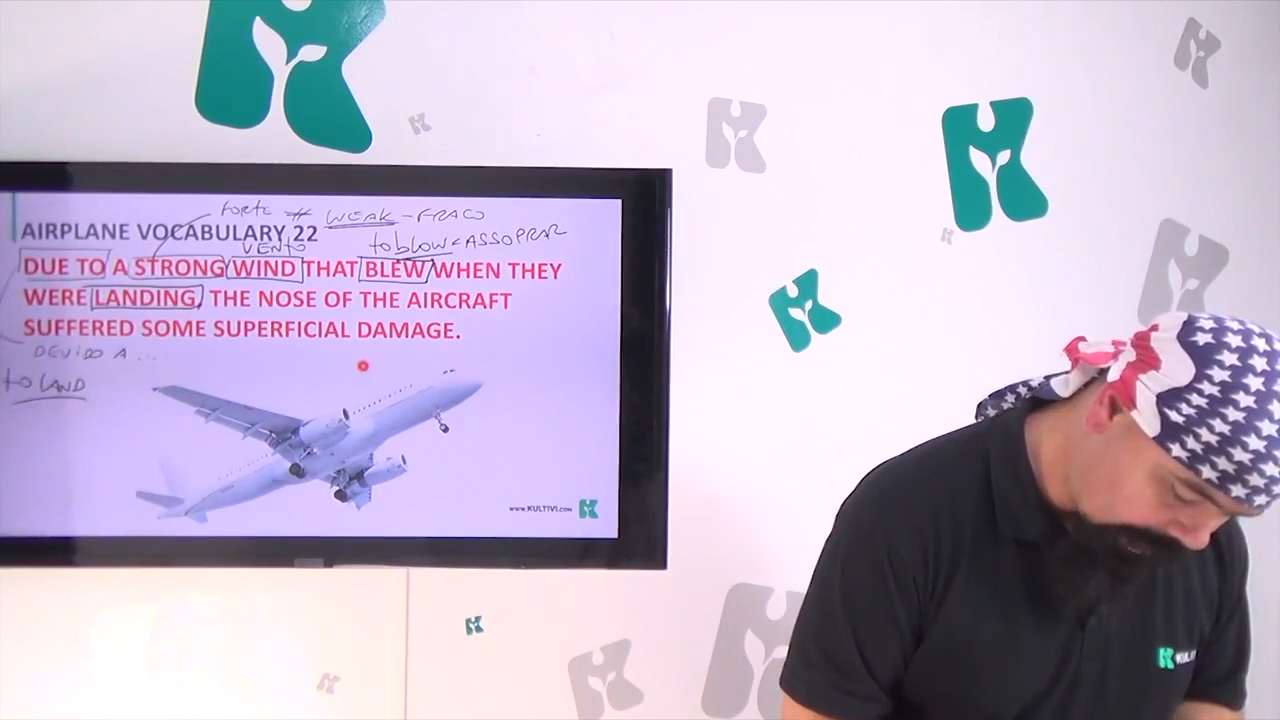 FORTE ≠ WEAK - FRACO
AIRPLANE VOCABULARY 22
VENTO
to blow = ASSOPRAR
DUE TO A STRONG WIND THAT BLEW WHEN THEY
WERE LANDING, THE NOSE OF THE AIRCRAFT
SUFFERED SOME SUPERFICIAL DAMAGE.
DEVIDO A ...
to LAND
www.KULTIVI.COM